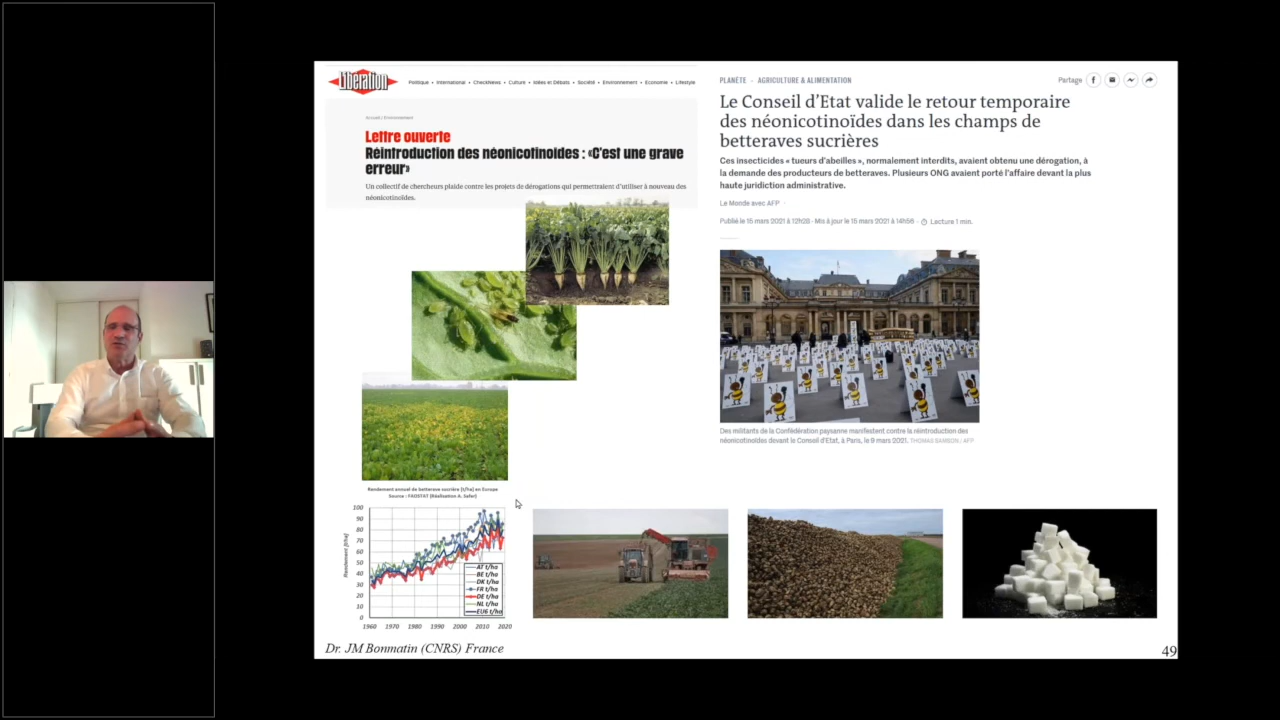 Libération
Politique • International • CheckNews • Culture • Idées et Débats • Société • Environnement • Economie • Lifestyle
Accueil / Environnement
Lettre ouverte
Réintroduction des néonicotinoïdes : «C'est une grave
erreur»
Un collectif de chercheurs plaide contre les projets de dérogations qui permettraient d'utiliser à nouveau des
néonicotinoïdes.
PLANÈTE - AGRICULTURE & ALIMENTATION
Partage
Le Conseil d'Etat valide le retour temporaire
des néonicotinoïdes dans les champs de
betteraves sucrières
Ces insecticides « tueurs d'abeilles », normalement interdits, avaient obtenu une dérogation, à
la demande des producteurs de betteraves. Plusieurs ONG avaient porté l'affaire devant la plus
haute juridiction administrative.
Le Monde avec AFP
Publié le 15 mars 2021 à 12h28 - Mis à jour le 15 mars 2021 à 14h56 - Lecture 1 min.
Des militants de la Confédération paysanne manifestent contre la réintroduction des
néonicotinoïdes devant le Conseil d'Etat, à Paris, le 9 mars 2021. THOMAS SAMSON / AFP
Rendement annuel de betterave sucrière (t/ha) en Europe
Source : FAOSTAT (Réalisation A. Safer)
Rendement (t/ha)
100
90
80
70
60
50
40
30
20
10
0
AT t/ha
BE t/ha
DK t/ha
FR t/ha
DE t/ha
NL t/ha
EU6 t/ha
1960 1970 1980 1990 2000 2010 2020
Dr. JM Bonmatin (CNRS) France
49